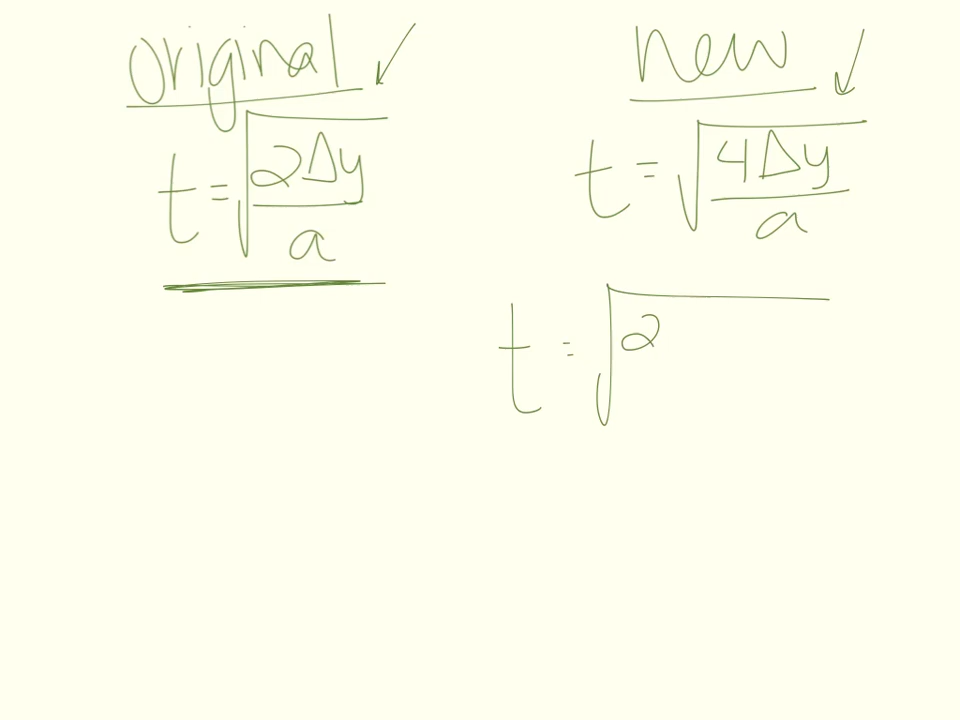 original new
t = √(2Δy/a) t = √(4Δy/a)
t = √2